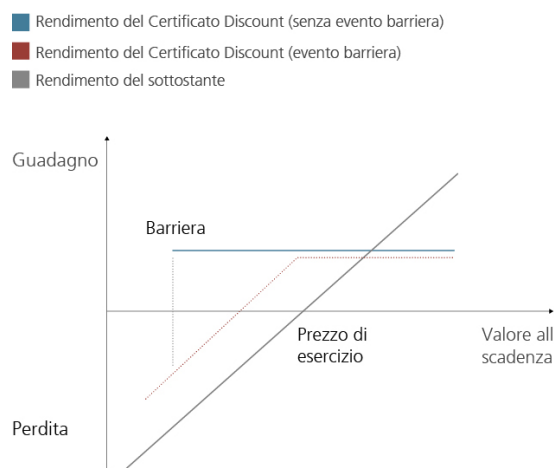 Rendimento del Certificato Discount (senza evento barriera)
Rendimento del Certificato Discount (evento barriera)
Rendimento del sottostante
Guadagno
Barriera
Prezzo di
esercizio
Valore all
scadenza
Perdita